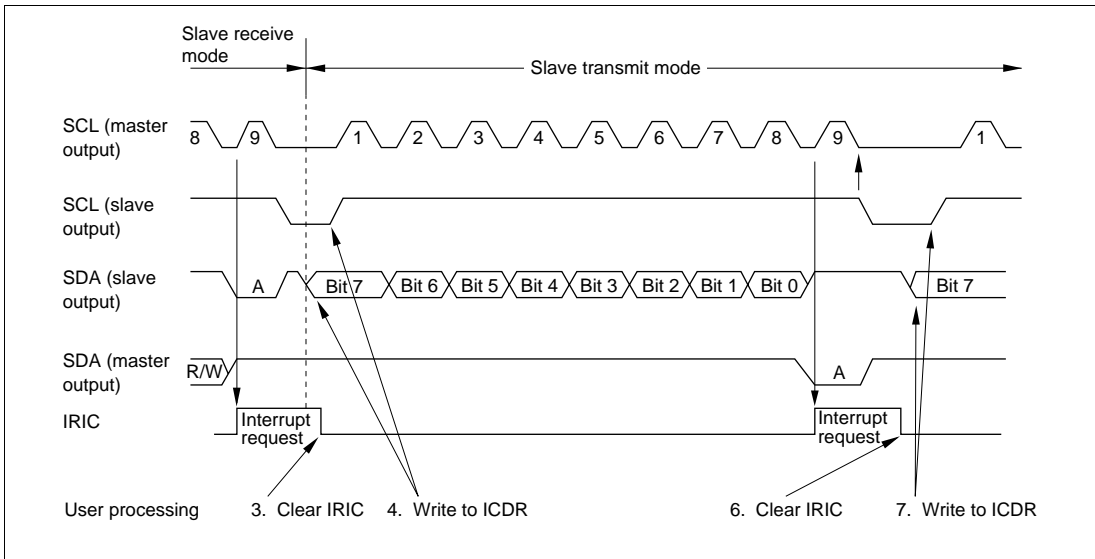 Slave receive
mode
Slave transmit mode
SCL (master
output)
8 9 1 2 3 4 5 6 7 8 9 1
SCL (slave
output)
SDA (slave
output)
A Bit 7 Bit 6 Bit 5 Bit 4 Bit 3 Bit 2 Bit 1 Bit 0 Bit 7
SDA (master
output)
R/W A
IRIC
Interrupt
request
Interrupt
request
User processing 3. Clear IRIC 4. Write to ICDR 6. Clear IRIC 7. Write to ICDR